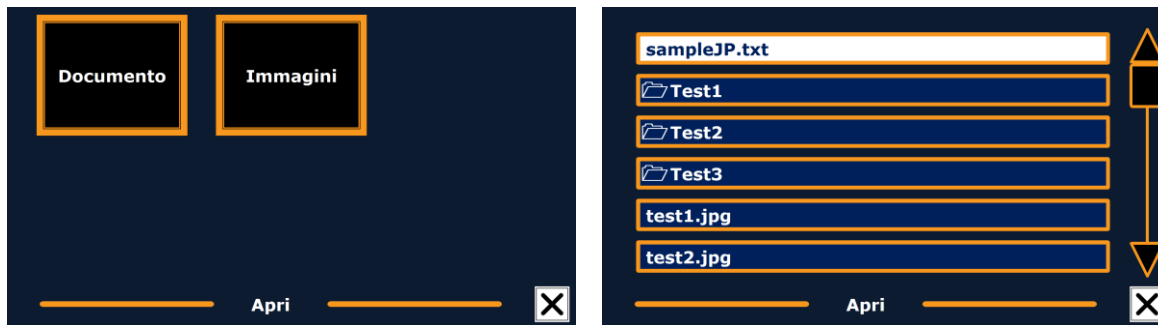 Documento
Immagini
Apri
sampleJP.txt
Test1
Test2
Test3
test1.jpg
test2.jpg
Apri